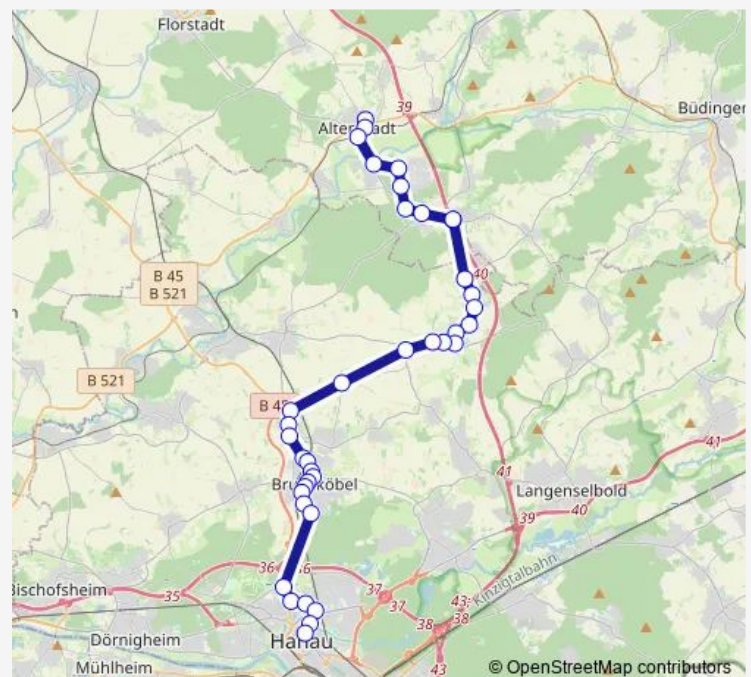 Florstadt
39
Altenstadt
Büdingen
40
B 45
B 521
B 521
B 45
41
Bruchköbel
41
Langenselbold
40
39
36
36
37
Bischofsheim
35
37
43;
Kinzigtalbahn
38
38
Dörnigheim
Hanau
Mühlheim
43
© OpenStreetMap contributors